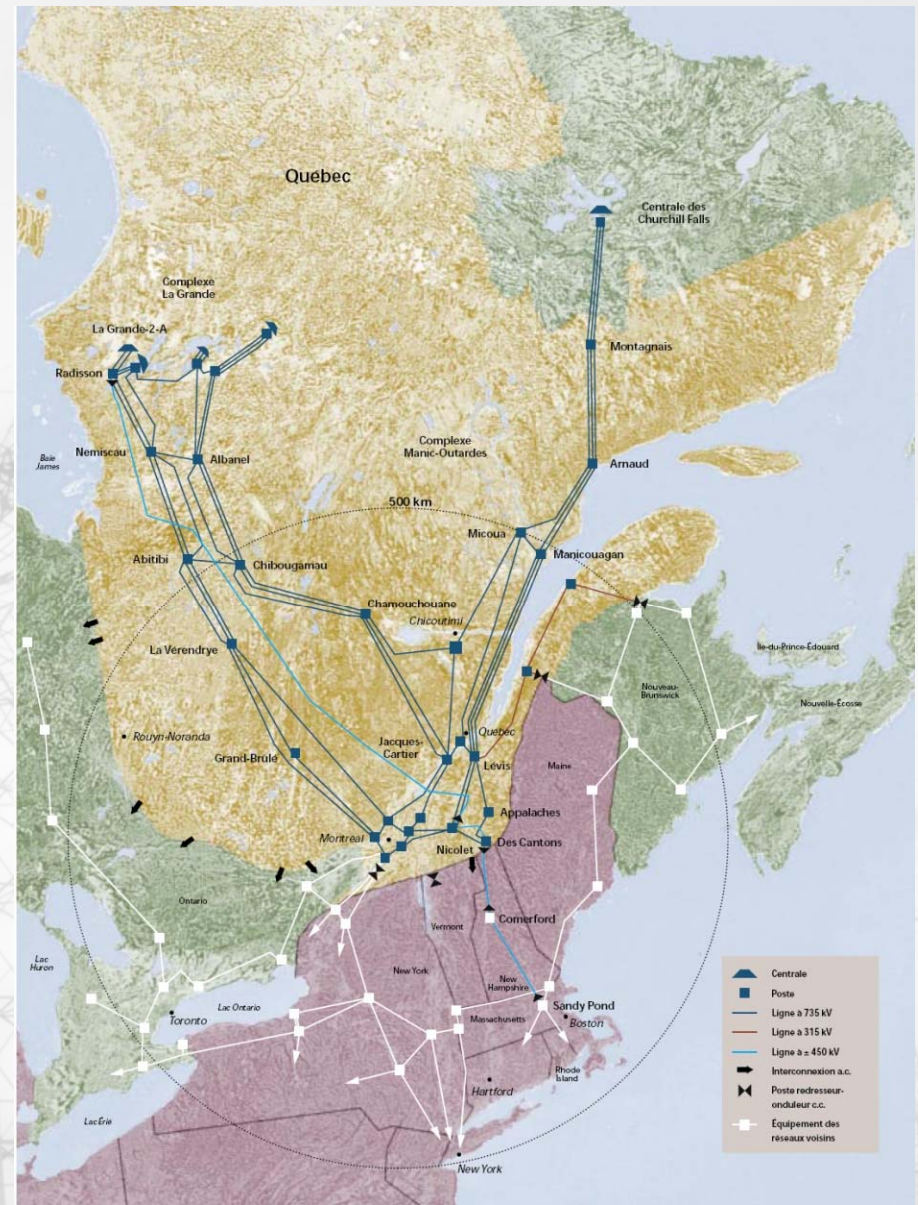 Québec
Centrale des
Churchill Falls
Complexe
La Grande
La Grande-2-A
Radisson
Montagnais
Nemiscau
Albanel
Baie
James
Complexe
Manic-Outardes
Arnaud
500 km
Micoua
Manicouagan
Abitibi
Chibougamau
Chamouchouane
Chicoutimi
La Vérendrye
Île-du-Prince-Édouard
Nouveau-
Brunswick
Nouvelle-Écosse
Rouyn-Noranda
Québec
Jacques-
Cartier
Grand-Brûlé
Lévis
Maine
Appalaches
Montréal
Des Cantons
Nicolet
Ontario
Comerford
Vermont
Lac
Huron
New York
New
Hampshire
Sandy Pond
Lac Ontario
Massachusetts
Boston
Toronto
Rhode
Island
Hartford
Lac Érie
New York
Centrale
Poste
Ligne à 735 kV
Ligne à 315 kV
Ligne à ± 450 kV
Interconnexion a.c.
Poste redresseur-
onduleur c.c.
Équipement des
réseaux voisins